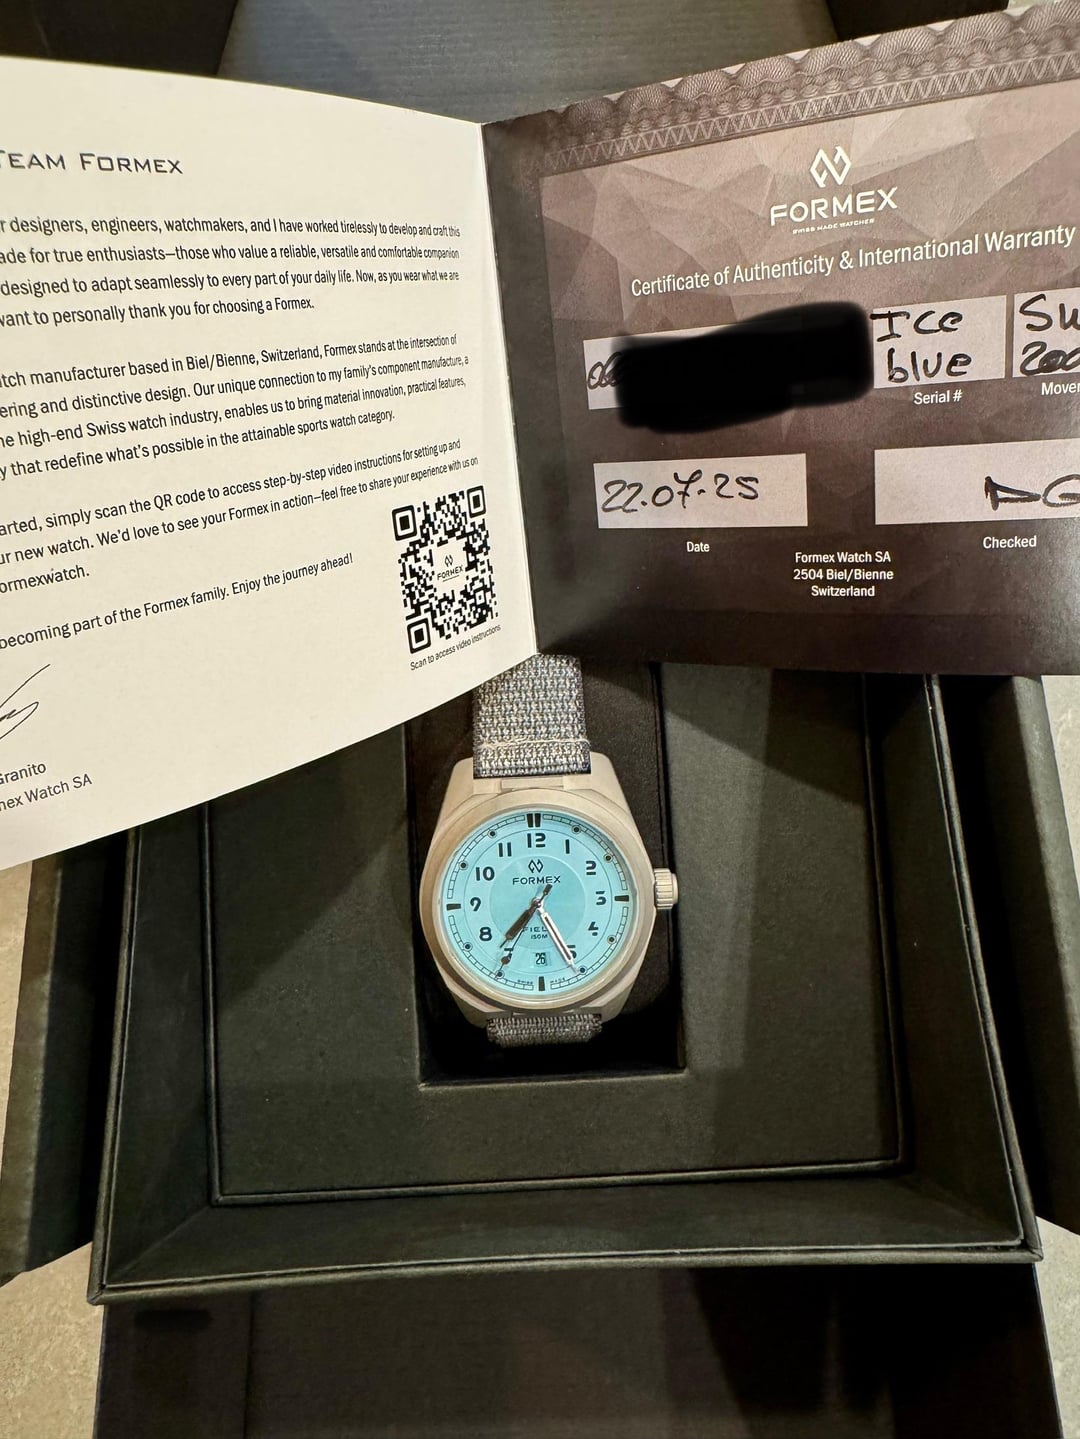 TEAM FORMEX
designers, engineers, watchmakers, and I have worked tirelessly to develop and craft this
ade for true enthusiasts—those who value a reliable, versatile and comfortable companion
designed to adapt seamlessly to every part of your daily life. Now, as you wear what we are
want to personally thank you for choosing a Formex.
tch manufacturer based in Biel/Bienne, Switzerland, Formex stands at the intersection of
ering and distinctive design. Our unique connection to my family's component manufacture, a
he high-end Swiss watch industry, enables us to bring material innovation, practical features,
y that redefine what's possible in the attainable sports watch category.
arted, simply scan the QR code to access step-by-step video instructions for setting up and
ur new watch. We'd love to see your Formex in action—feel free to share your experience with us on
ormexwatch.
becoming part of the Formex family. Enjoy the journey ahead!
FORMEX
Scan to access video instructions
Granito
mex Watch SA
FORMEX
SWISS MADE WATCHES
Certificate of Authenticity & International Warranty
Ice
blue
Serial #
SW
200
Mover
22.07.25
Date
DG
Checked
Formex Watch SA
2504 Biel/Bienne
Switzerland
12
11
1
10
2
FORMEX
9
3
8
4
FIEL
150M
7
5
26
SWISS MADE